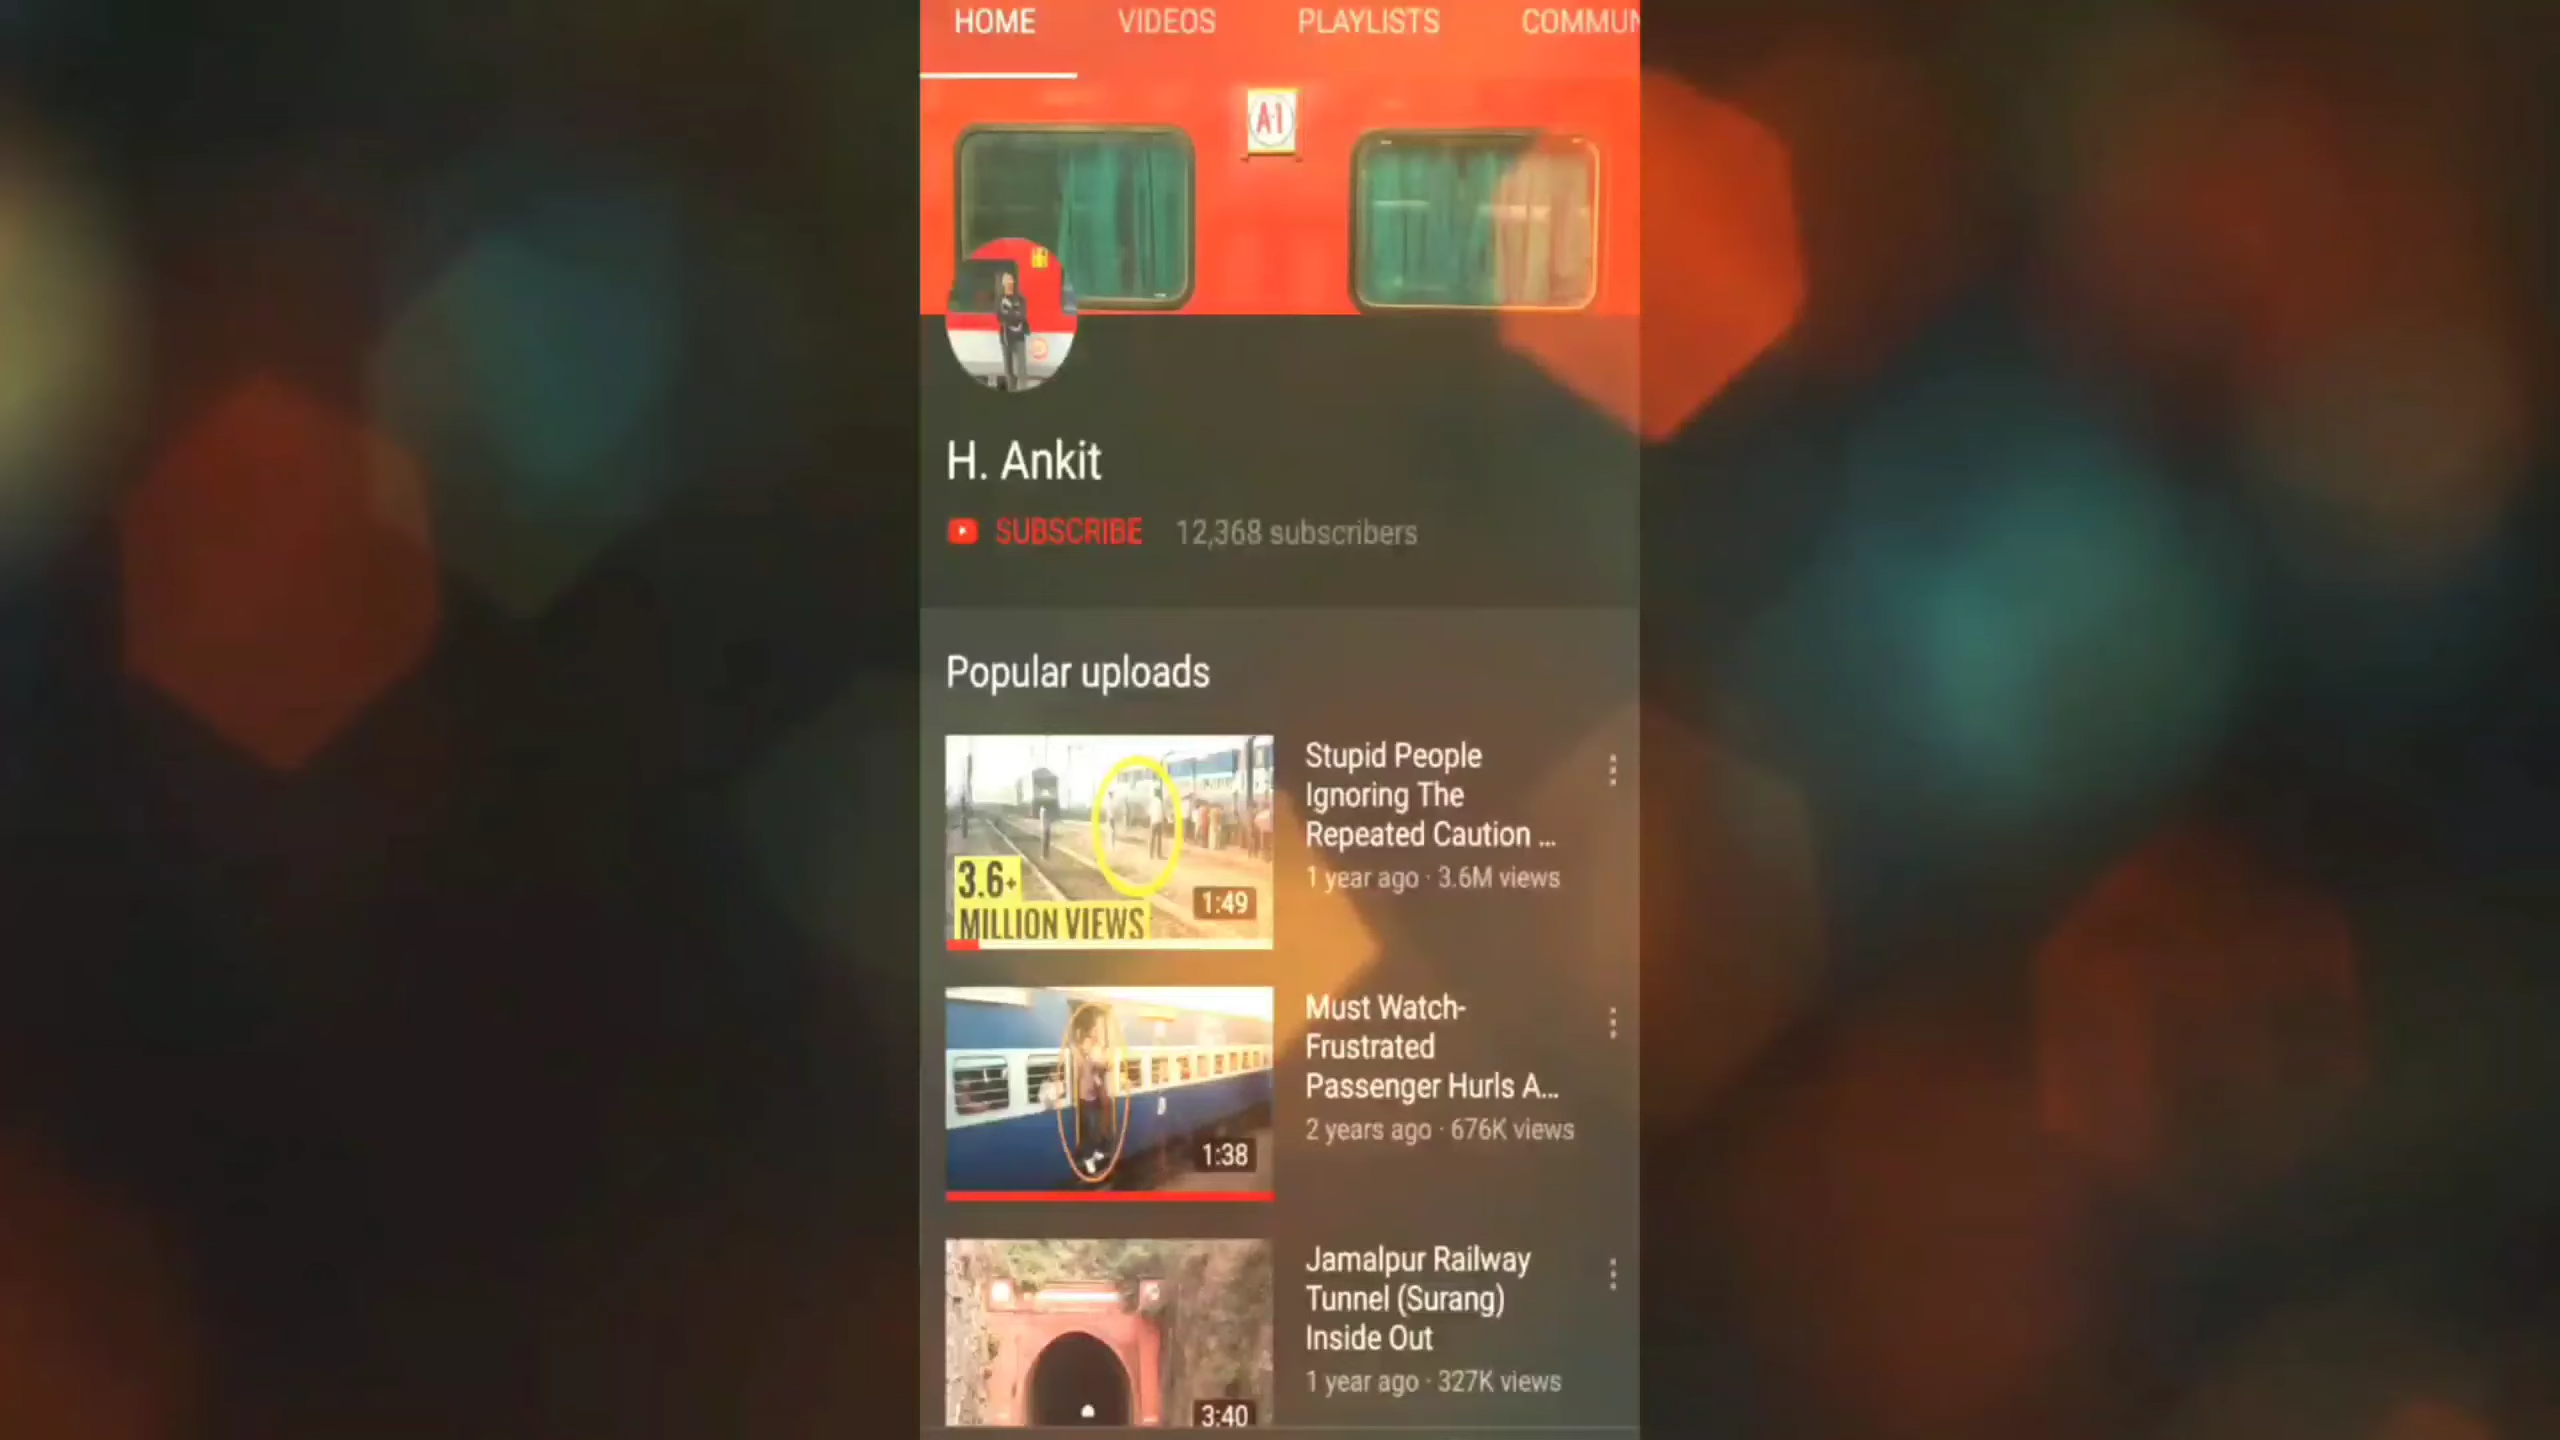 HOME VIDEOS PLAYLISTS COMMUN
A1
H. Ankit
SUBSCRIBE 12,368 subscribers
Popular uploads
3.6+
MILLION VIEWS
1:49
Stupid People
Ignoring The
Repeated Caution ...
1 year ago · 3.6M views
1:38
Must Watch-
Frustrated
Passenger Hurls A...
2 years ago · 676K views
3:40
Jamalpur Railway
Tunnel (Surang)
Inside Out
1 year ago · 327K views